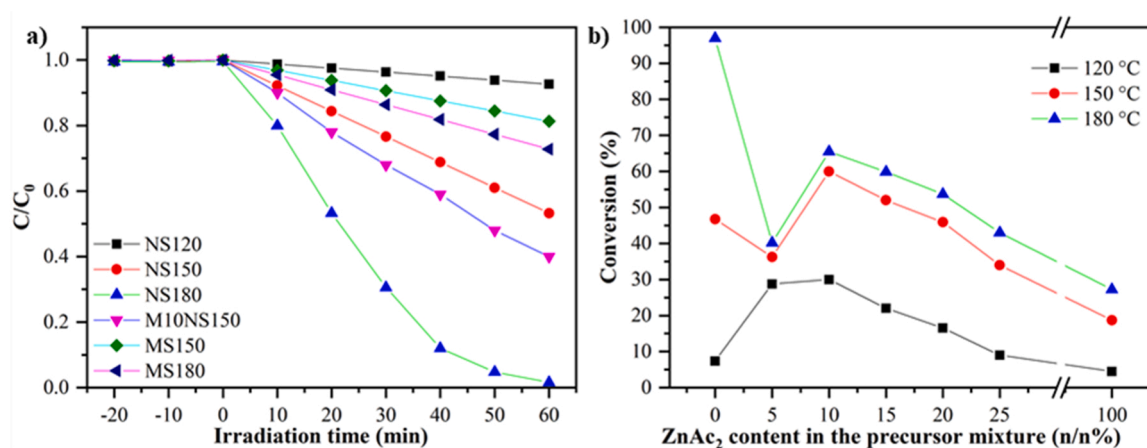 a)
C/C0
1.0
0.8
0.6
0.4
0.2
0.0
NS120
NS150
NS180
M10NS150
MS150
MS180
-20 -10 0 10 20 30 40 50 60
Irradiation time (min)
b)
Conversion (%)
100
90
80
70
60
50
40
30
20
10
0
120 °C
150 °C
180 °C
0 5 10 15 20 25 100
ZnAc2 content in the precursor mixture (n/n%)